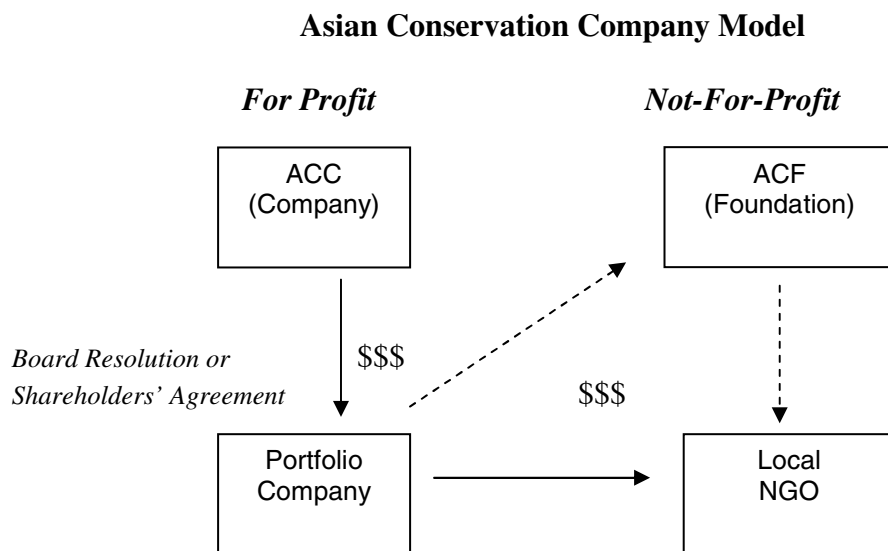 Asian Conservation Company Model
For Profit
Not-For-Profit
ACC
(Company)
ACF
(Foundation)
Board Resolution or
Shareholders’ Agreement
$$$
$$$
Portfolio
Company
Local
NGO